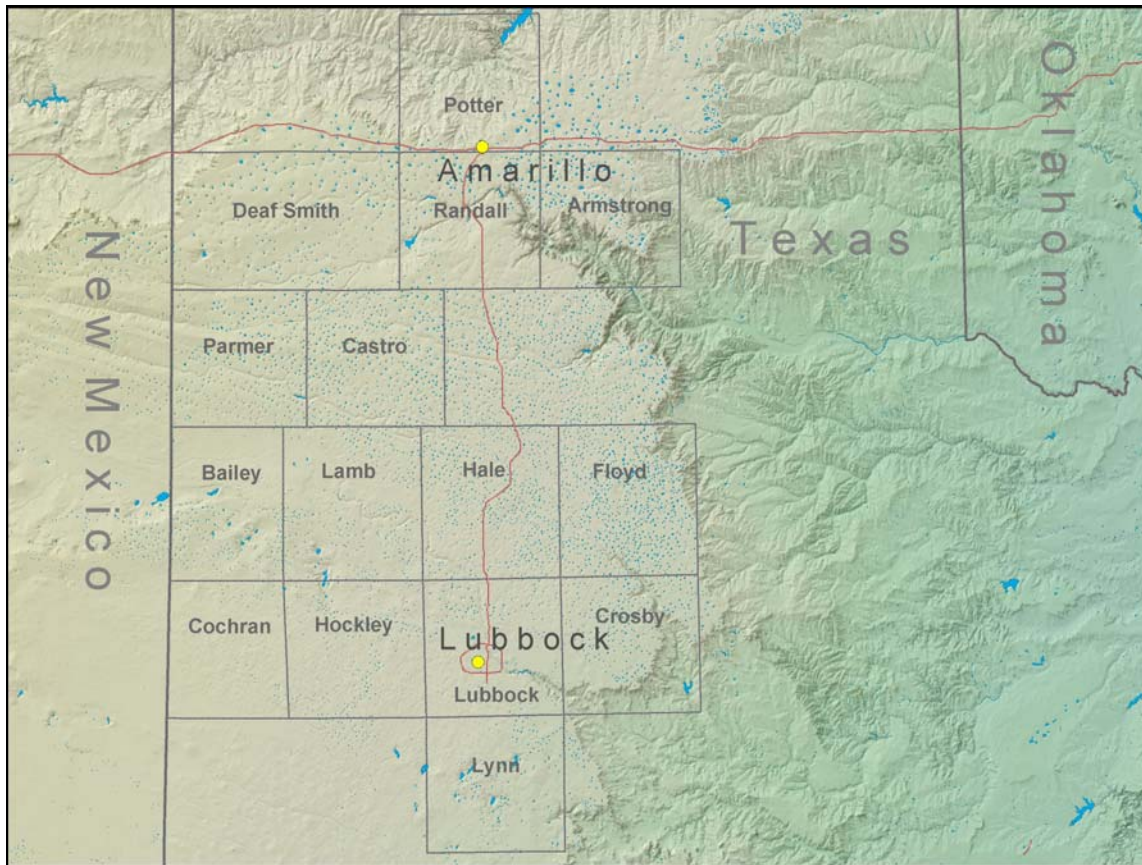 Potter
Amarillo
Deaf Smith
Randall
Armstrong
Texas
Oklahoma
New Mexico
Parmer
Castro
Bailey
Lamb
Hale
Floyd
Cochran
Hockley
Lubbock
Crosby
Lubbock
Lynn